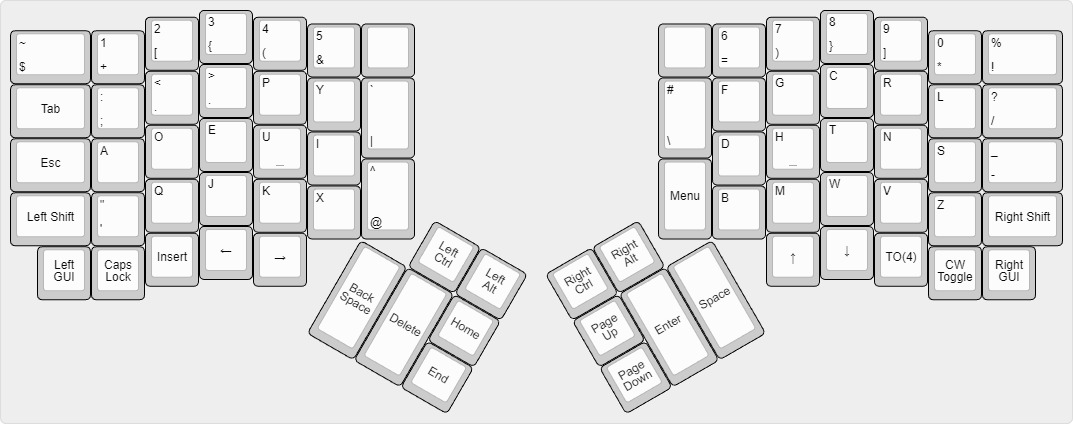 ~ 1 2 3 4 5 6 7 8 9 0 %
$ + [ { ( & = ) } ] * !
Tab : < > P Y ` # F G C R L ?
; . . | \ /
Esc A O E U I ^ D H T N S –
_ @ _ -
Left Shift " Q J K X Menu B M W V Z Right Shift
'
Left GUI Caps Lock Insert ← → ↑ ↓ TO(4) CW Toggle Right GUI
Left Ctrl Left Alt Right Ctrl Right Alt
Back Space Delete Home Page Up Enter Space
End Page Down